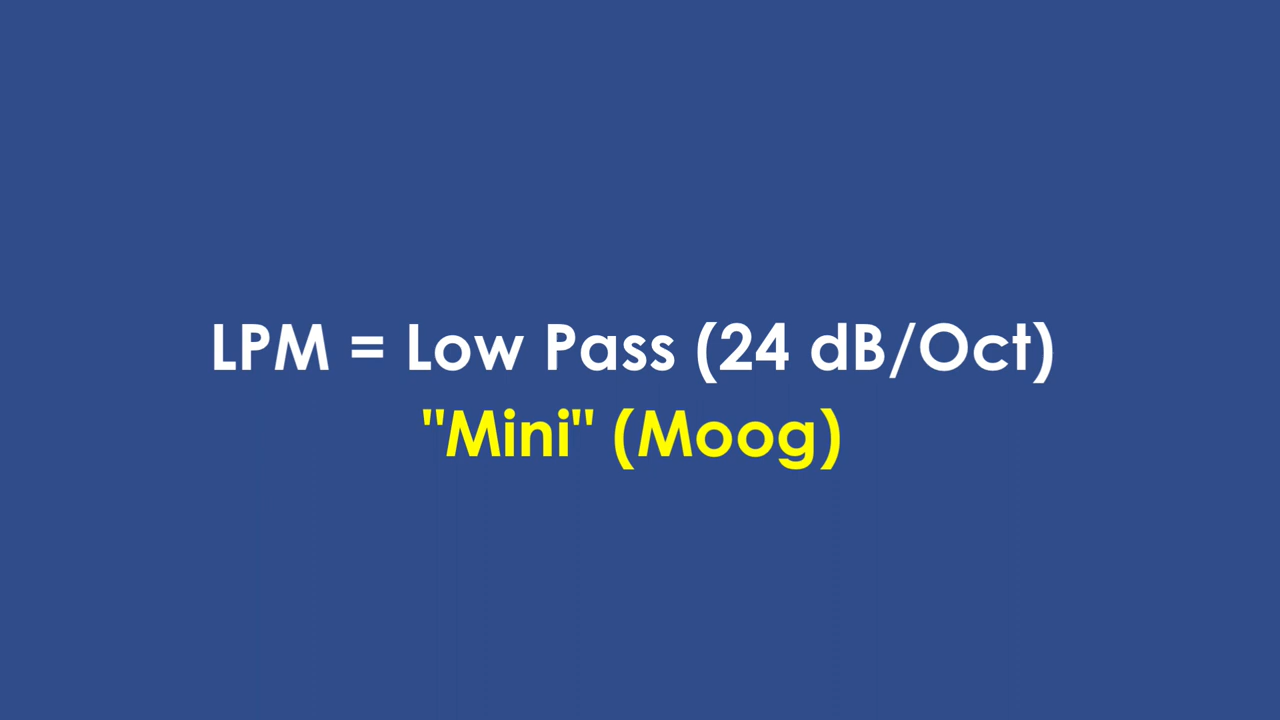 LPM = Low Pass (24 dB/Oct)
"Mini" (Moog)